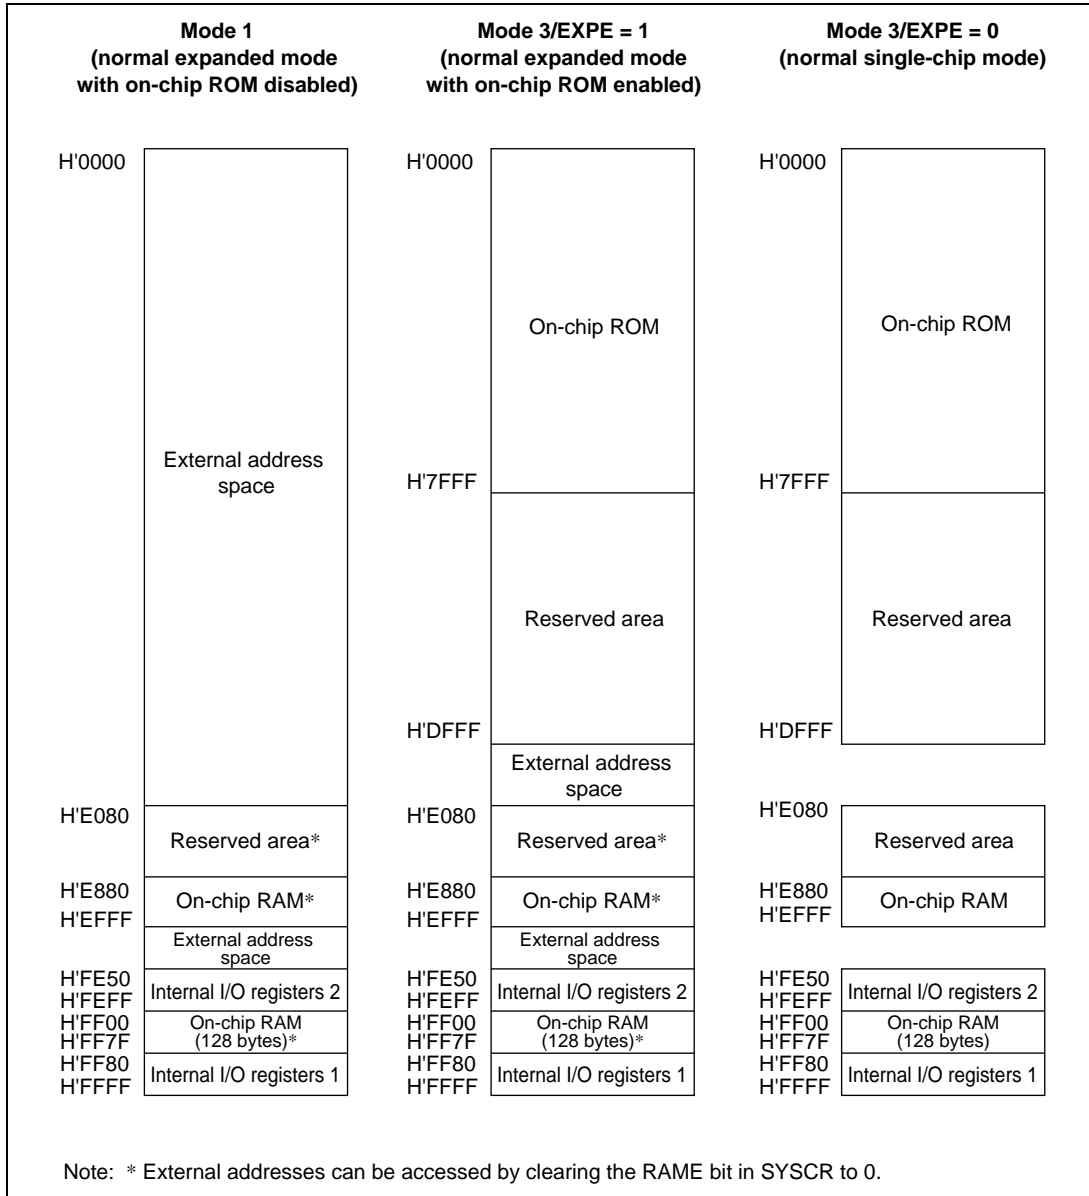 Mode 1
(normal expanded mode
with on-chip ROM disabled)
H'0000
External address
space
H'E080
Reserved area*
H'E880
On-chip RAM*
H'EFFF
External address
space
H'FE50
Internal I/O registers 2
H'FEFF
H'FF00
On-chip RAM
(128 bytes)*
H'FF7F
H'FF80
Internal I/O registers 1
H'FFFF
Mode 3/EXPE = 1
(normal expanded mode
with on-chip ROM enabled)
H'0000
On-chip ROM
H'7FFF
Reserved area
H'DFFF
External address
space
H'E080
Reserved area*
H'E880
On-chip RAM*
H'EFFF
External address
space
H'FE50
Internal I/O registers 2
H'FEFF
H'FF00
On-chip RAM
(128 bytes)*
H'FF7F
H'FF80
Internal I/O registers 1
H'FFFF
Mode 3/EXPE = 0
(normal single-chip mode)
H'0000
On-chip ROM
H'7FFF
Reserved area
H'DFFF
H'E080
Reserved area
H'E880
On-chip RAM
H'EFFF
H'FE50
Internal I/O registers 2
H'FEFF
H'FF00
On-chip RAM
(128 bytes)
H'FF7F
H'FF80
Internal I/O registers 1
H'FFFF
Note: * External addresses can be accessed by clearing the RAME bit in SYSCR to 0.